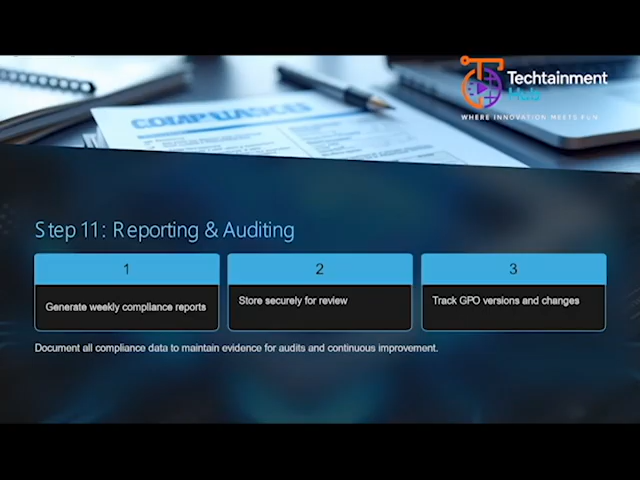 COMPLIANCE
Techtainment
Hub
WHERE INNOVATION MEETS FUN
Step 11: Reporting & Auditing
1
2
3
Generate weekly compliance reports
Store securely for review
Track GPO versions and changes
Document all compliance data to maintain evidence for audits and continuous improvement.